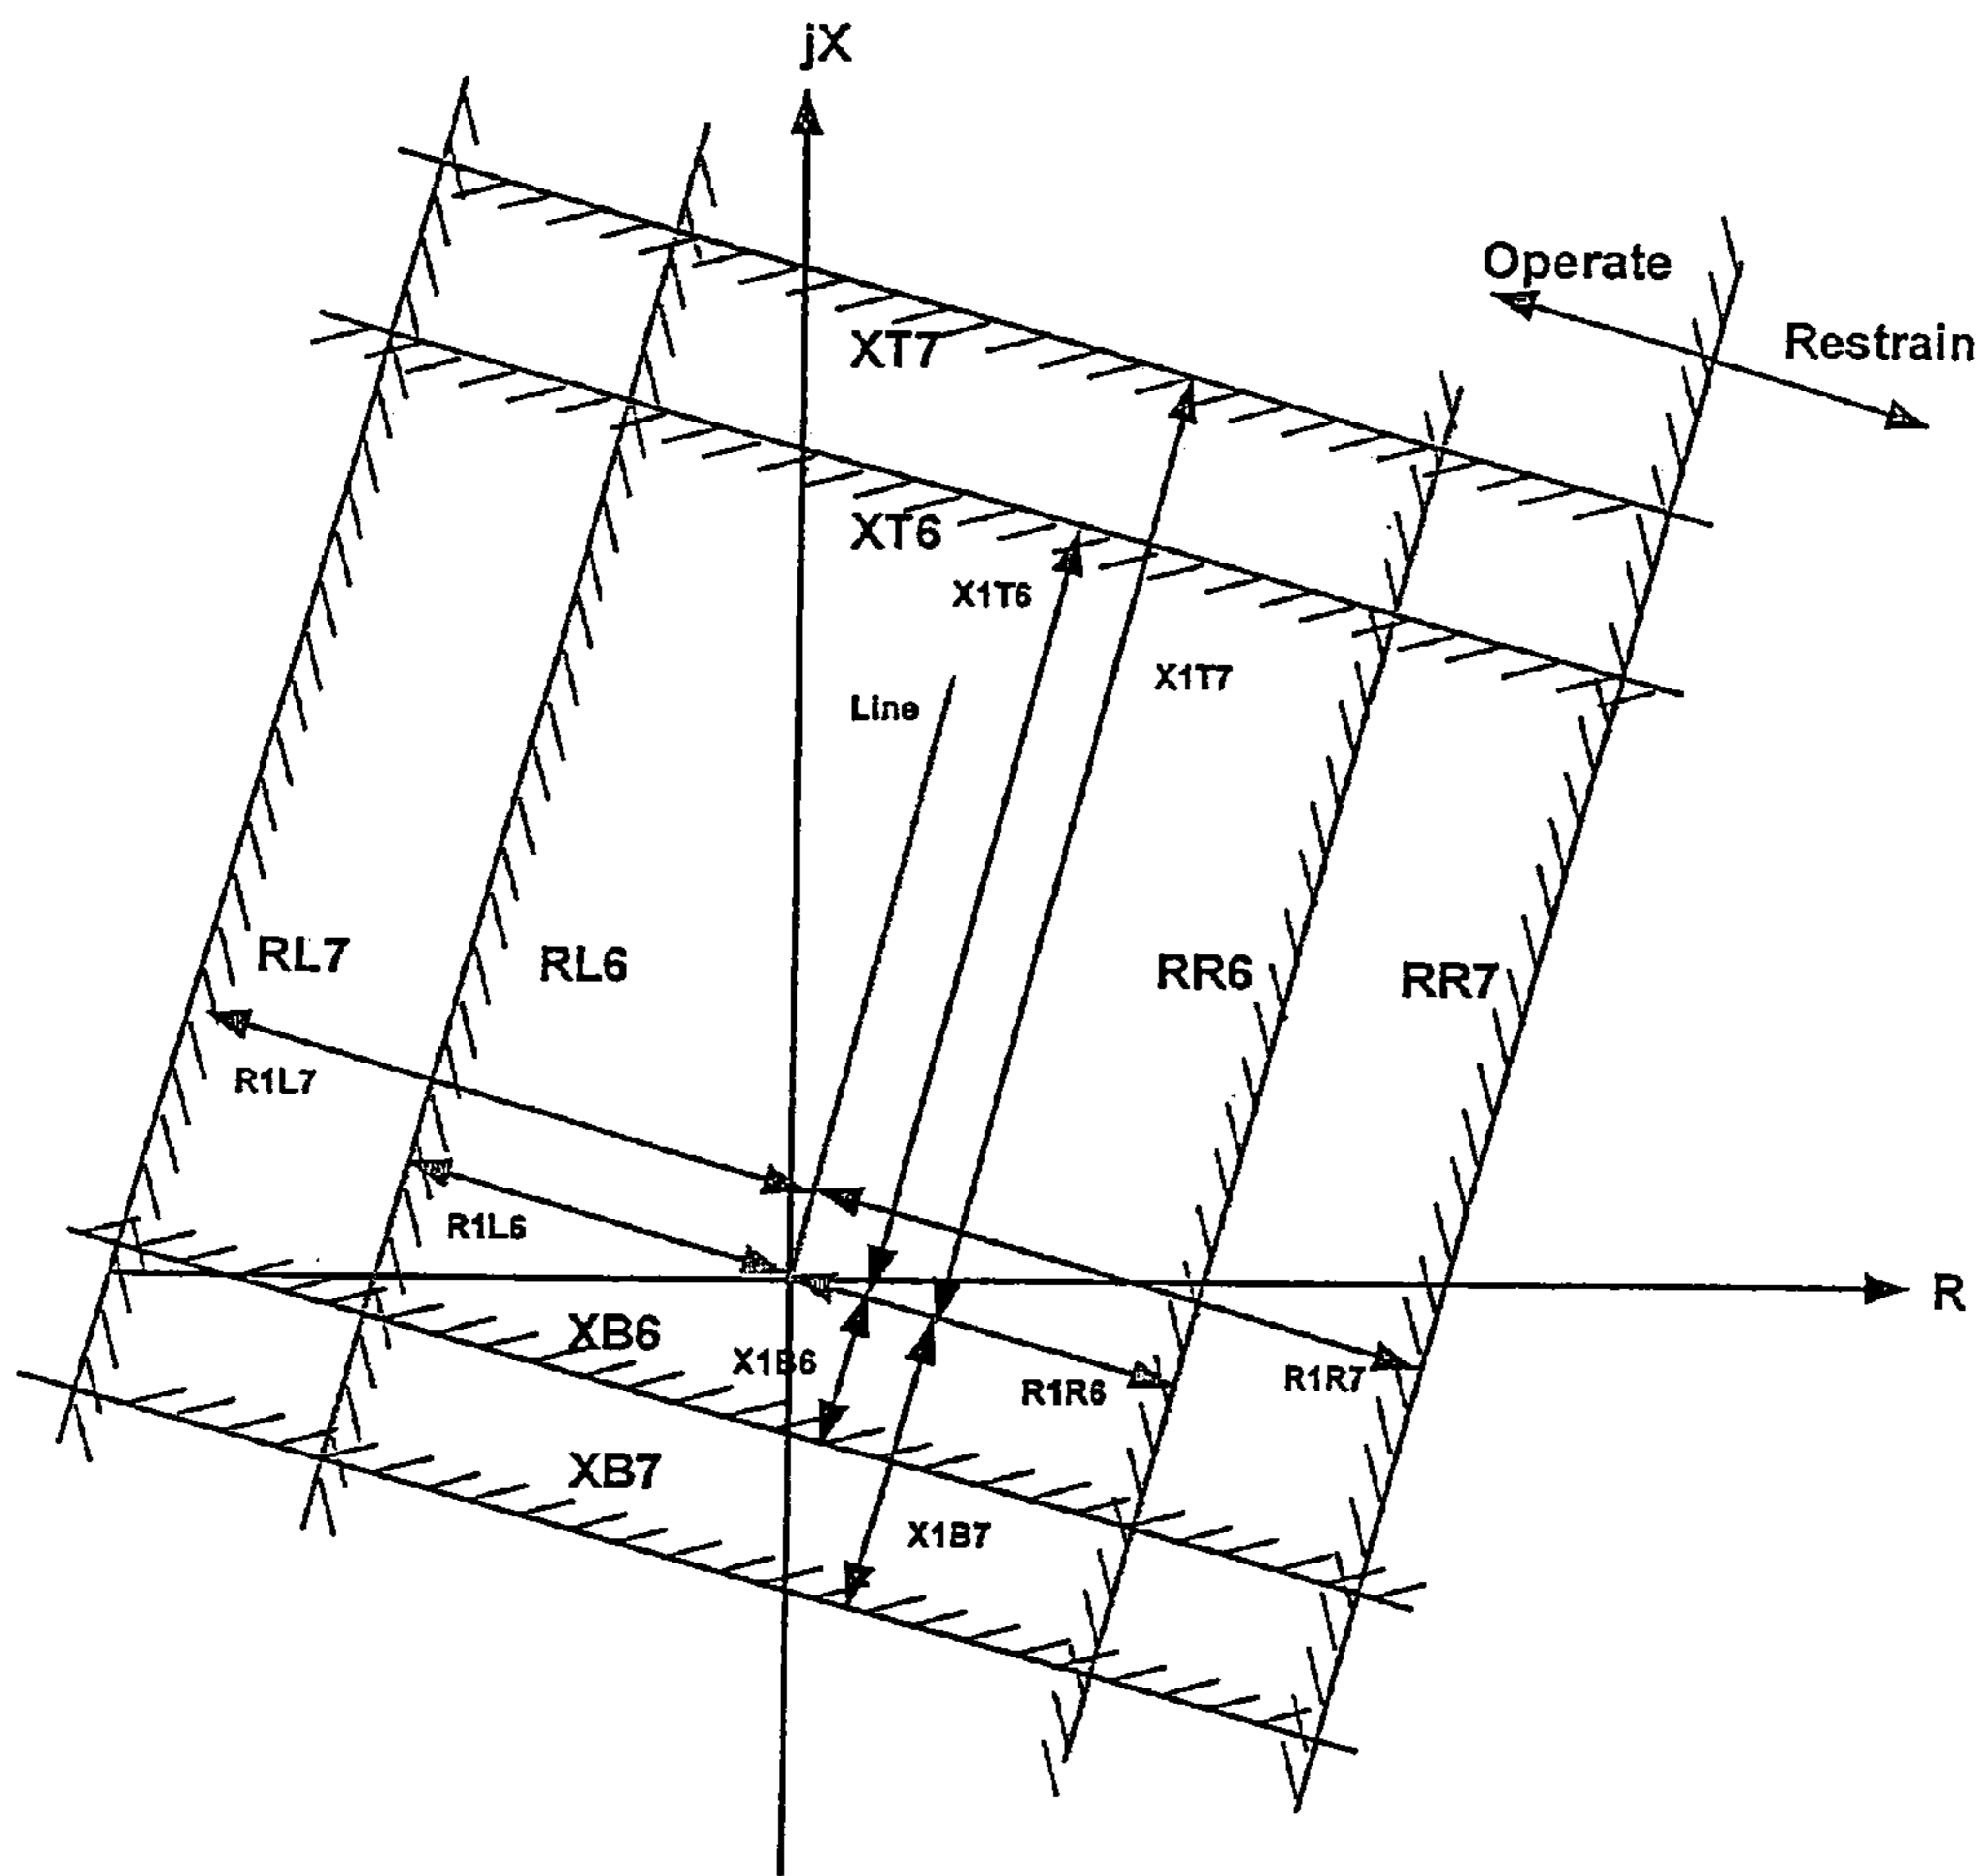 jX
Operate
Restrain
XT7
XT6
X1T6
X1T7
Line
RL7
RL6
RR6
RR7
R1L7
R1L6
R
XB6
X1B6
R1R6
R1R7
XB7
X1B7